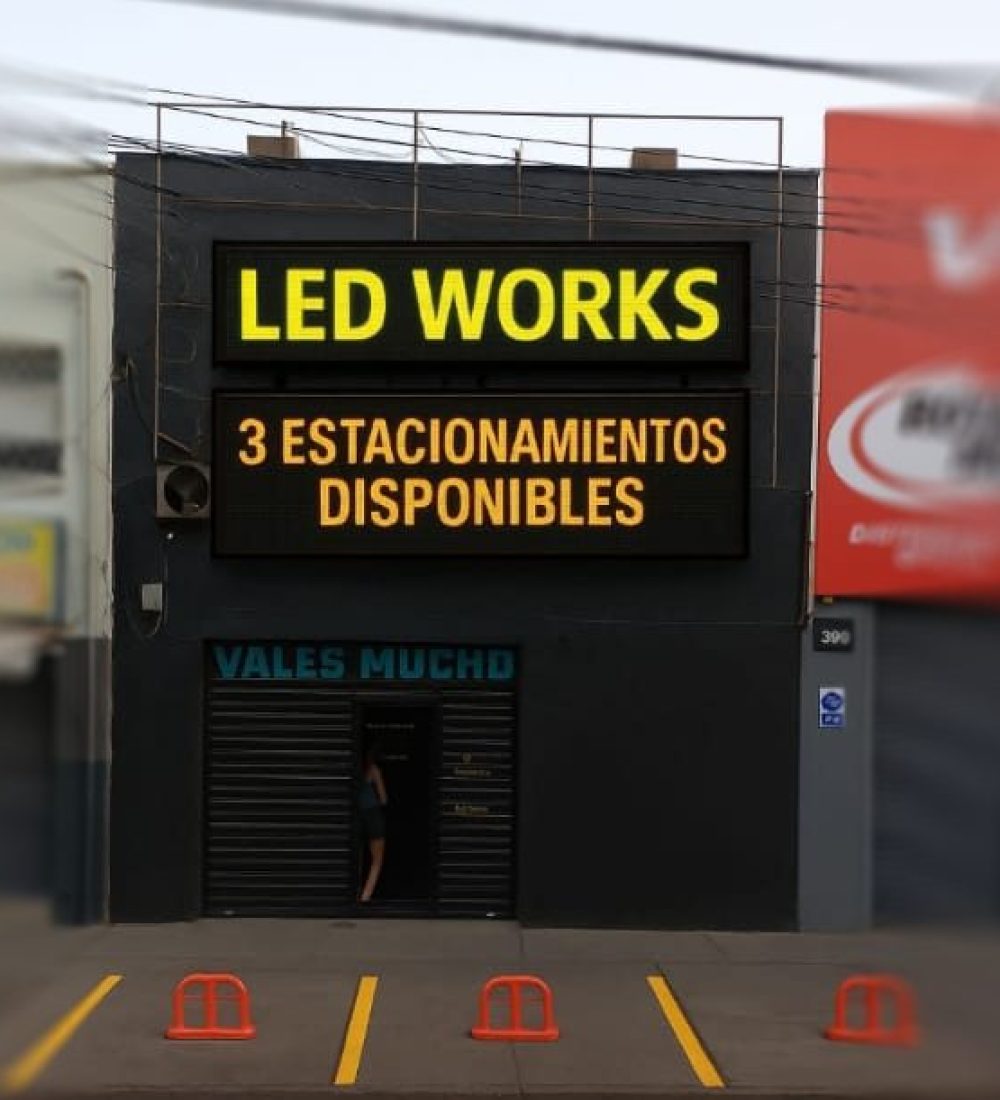 LED WORKS
3 ESTACIONAMIENTOS
DISPONIBLES
VALES MUCHO
390